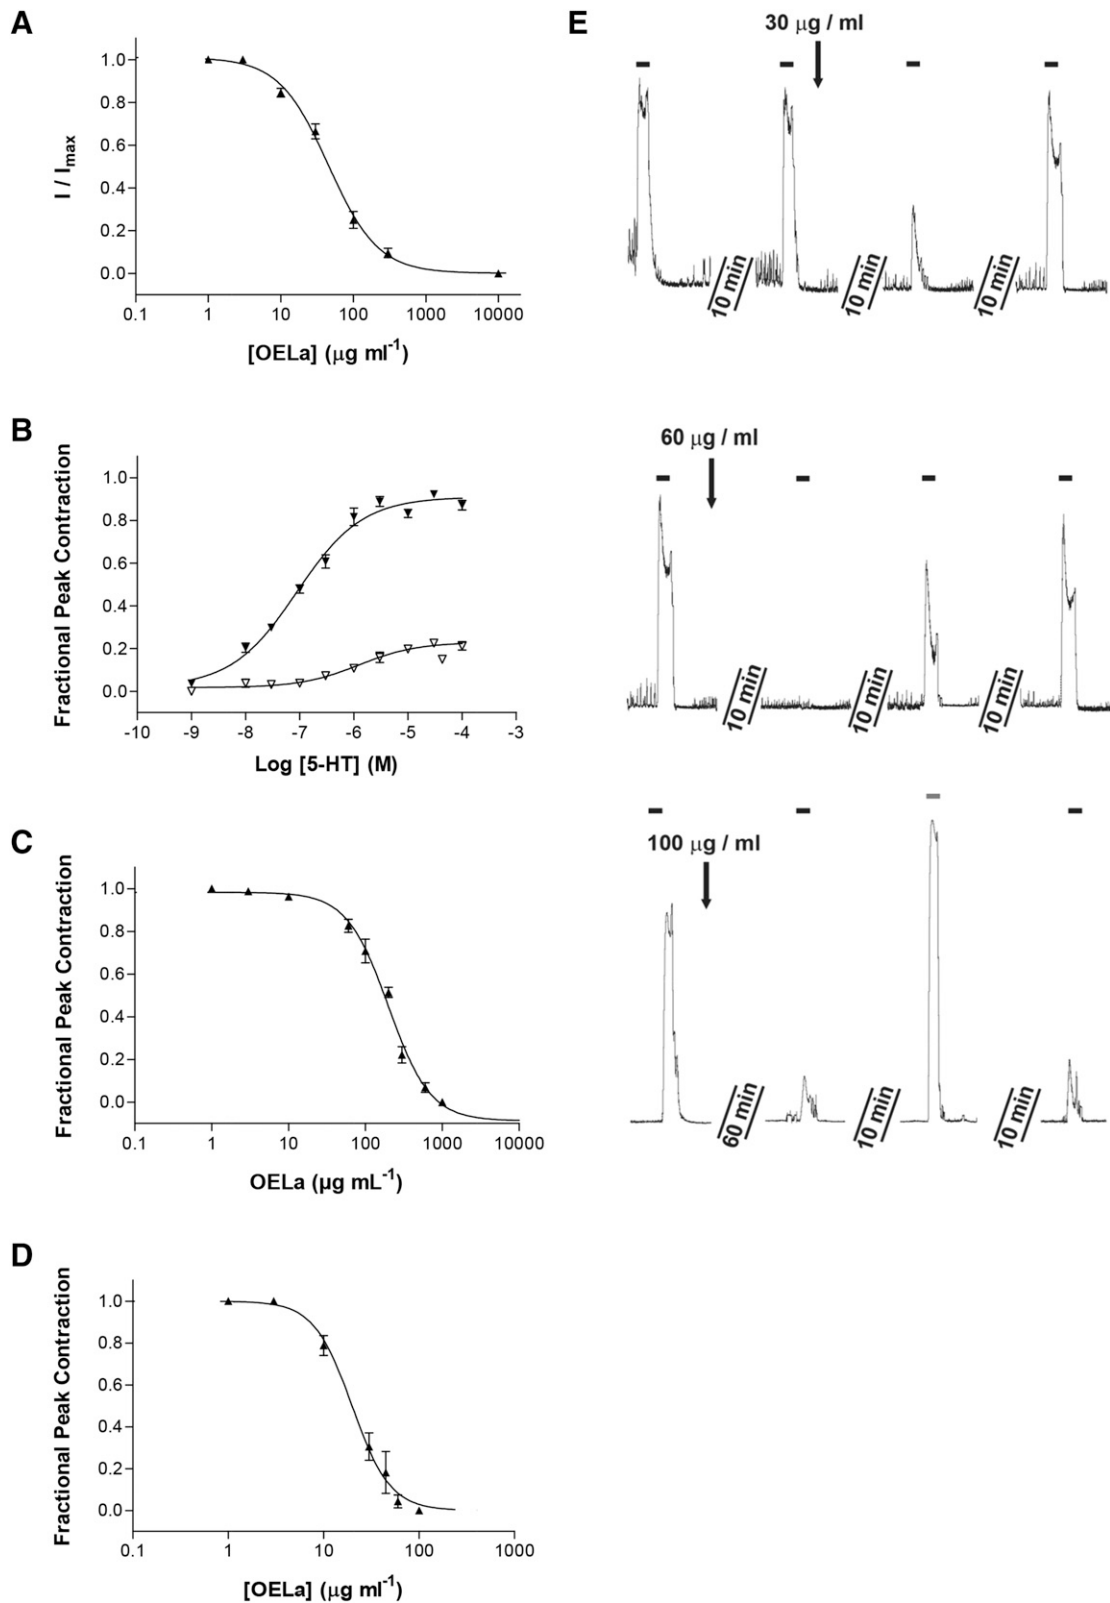 A
1.0
0.8
0.6
0.4
0.2
0.0
I / Imax
0.1 1 10 100 1000 10000
[OELa] (μg ml-1)
B
1.0
0.8
0.6
0.4
0.2
0.0
Fractional Peak Contraction
-10 -9 -8 -7 -6 -5 -4 -3
Log [5-HT] (M)
C
1.0
0.8
0.6
0.4
0.2
0.0
Fractional Peak Contraction
0.1 1 10 100 1000 10000
OELa (μg mL-1)
D
1.0
0.8
0.6
0.4
0.2
0.0
Fractional Peak Contraction
0.1 1 10 100 1000
[OELa] (μg ml-1)
E
30 μg / ml
10 min 10 min 10 min
60 μg / ml
10 min 10 min 10 min
100 μg / ml
60 min 10 min 10 min